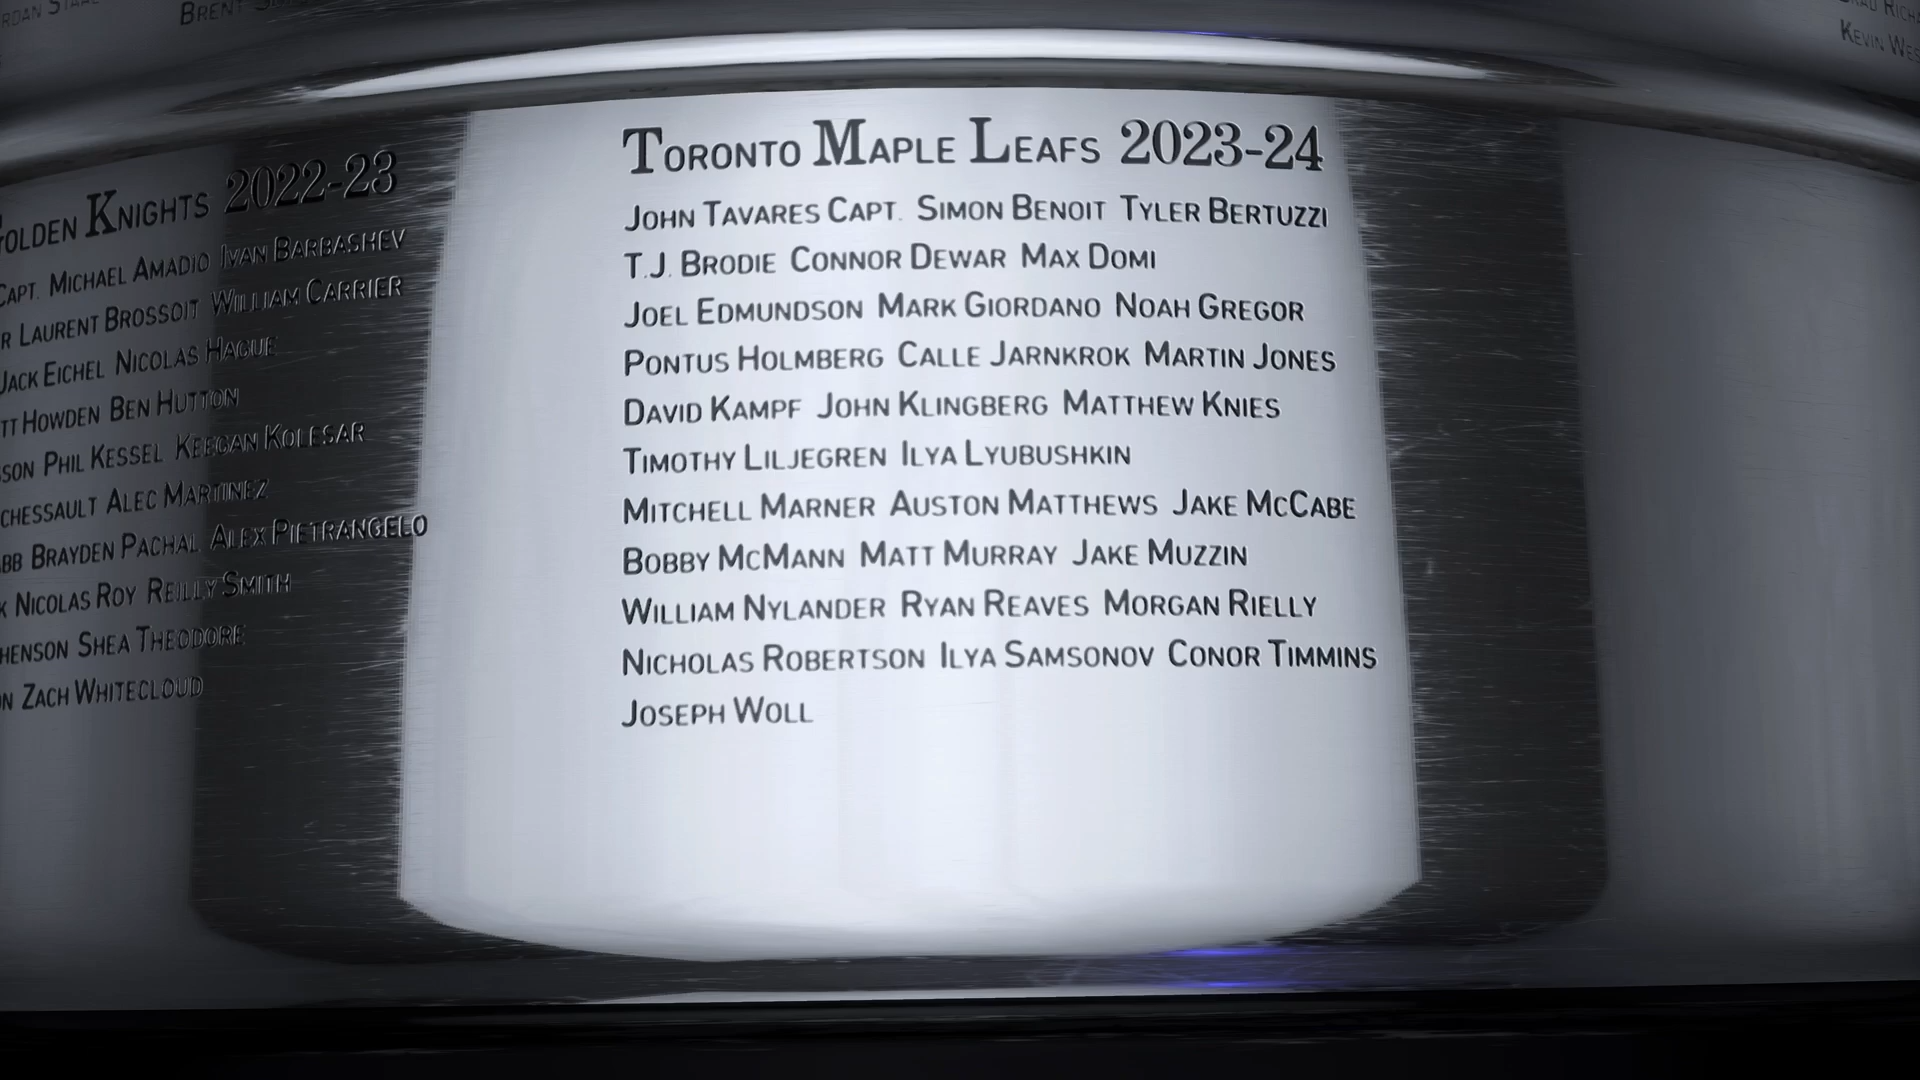 BRENT
KEVIN
GOLDEN KNIGHTS 2022-23
CAPT. MICHAEL AMADIO IVAN BARBASHEV
LAURENT BROSSOIT WILLIAM CARRIER
JACK EICHEL NICOLAS HAGUE
HOWDEN BEN HUTTON
PHIL KESSEL KEEGAN KOLESAR
ALEC MARTINEZ
BRAYDEN PACHAL ALEX PIETRANGELO
NICOLAS ROY REILLY SMITH
SHEA THEODORE
ZACH WHITECLOUD
TORONTO MAPLE LEAFS 2023-24
JOHN TAVARES CAPT. SIMON BENOIT TYLER BERTUZZI
T.J. BRODIE CONNOR DEWAR MAX DOMI
JOEL EDMUNDSON MARK GIORDANO NOAH GREGOR
PONTUS HOLMBERG CALLE JARNKROK MARTIN JONES
DAVID KAMPF JOHN KLINGBERG MATTHEW KNIES
TIMOTHY LILJEGREN ILYA LYUBUSHKIN
MITCHELL MARNER AUSTON MATTHEWS JAKE MCCABE
BOBBY MCMANN MATT MURRAY JAKE MUZZIN
WILLIAM NYLANDER RYAN REAVES MORGAN RIELLY
NICHOLAS ROBERTSON ILYA SAMSONOV CONOR TIMMINS
JOSEPH WOLL